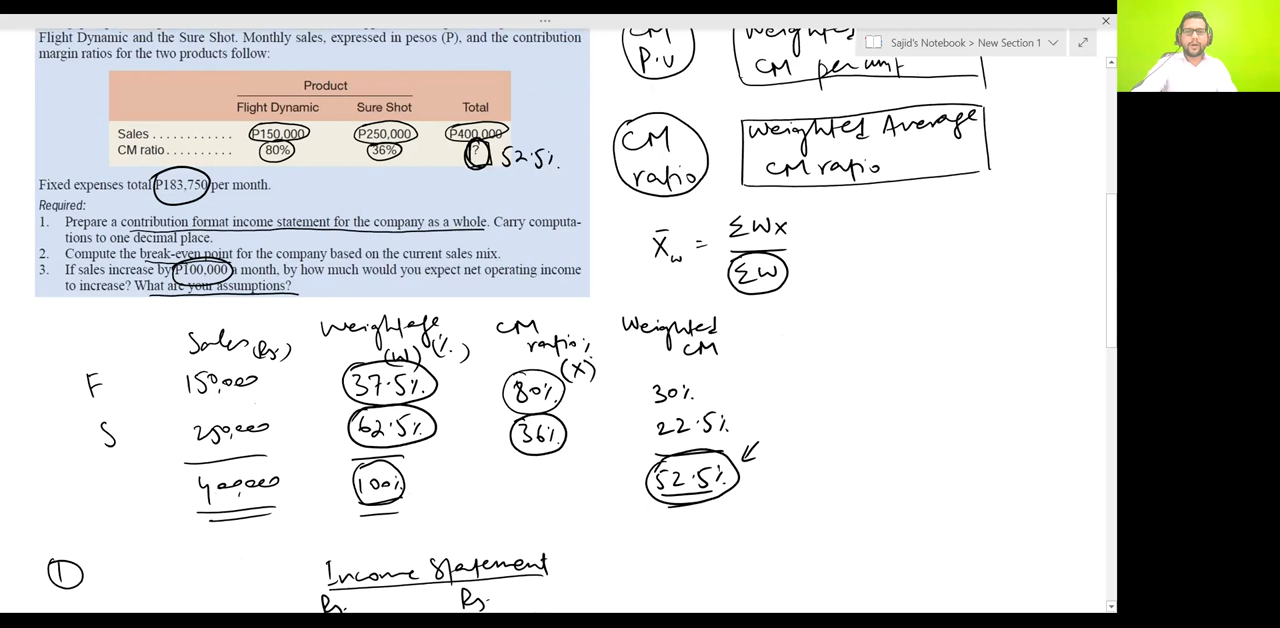 Flight Dynamic and the Sure Shot. Monthly sales, expressed in pesos (P), and the contribution
margin ratios for the two products follow:
Product
Flight Dynamic Sure Shot Total
Sales . . . . . . . . . . . . P150,000 P250,000 P400,000
CM ratio . . . . . . . . . . 80% 36% ? 52.5%
Fixed expenses total P183,750 per month.
Required:
1. Prepare a contribution format income statement for the company as a whole. Carry computa-
tions to one decimal place.
2. Compute the break-even point for the company based on the current sales mix.
3. If sales increase by P100,000 a month, by how much would you expect net operating income
to increase? What are your assumptions?
CM
P.U
Weighted
CM per unit
Sajid's Notebook > New Section 1
CM
ratio
Weighted Average
CM ratio
X̄w = ΣWX / ΣW
Sales (Rs) Weightage (W) (%) CM ratio% (X) Weighted CM
F 150,000 37.5% 80% 30%
S 250,000 62.5% 36% 22.5%
400,000 100% 52.5%
1 Income Statement
Rs. Rs.